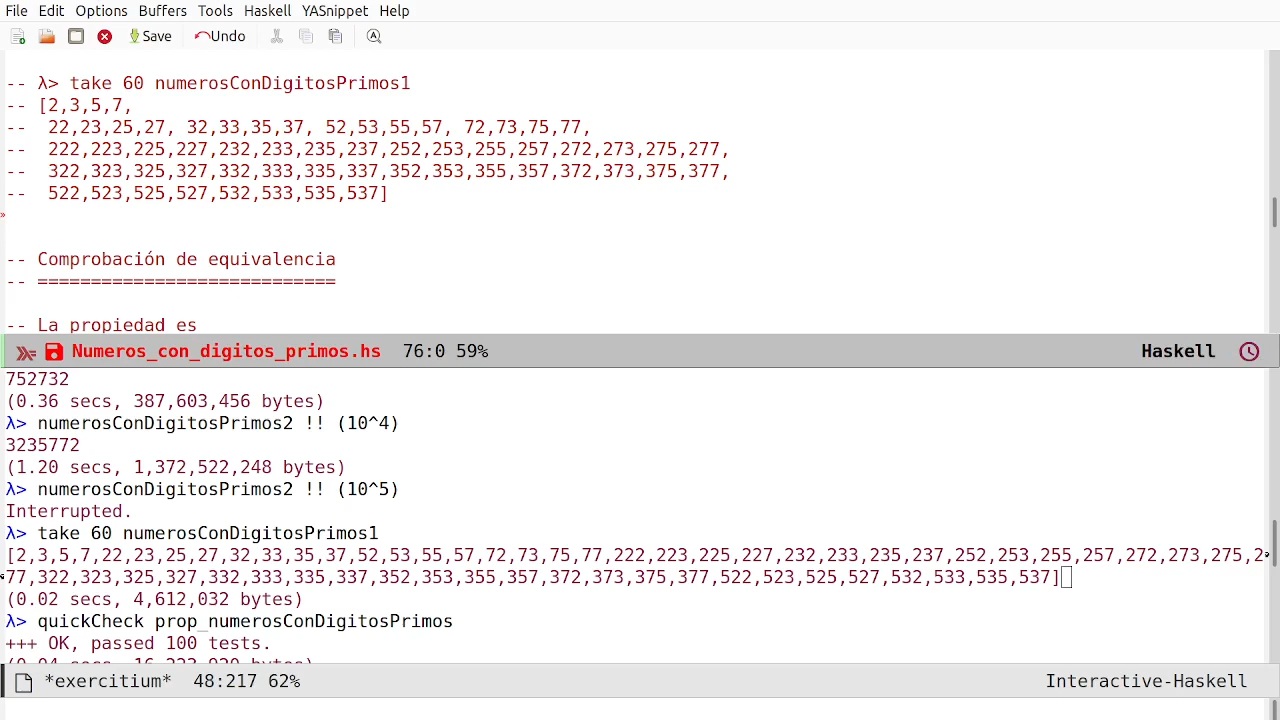 File Edit Options Buffers Tools Haskell YASnippet Help
Save Undo
-- λ> take 60 numerosConDigitosPrimos1
-- [2,3,5,7,
--  22,23,25,27, 32,33,35,37, 52,53,55,57, 72,73,75,77,
--  222,223,225,227,232,233,235,237,252,253,255,257,272,273,275,277,
--  322,323,325,327,332,333,335,337,352,353,355,357,372,373,375,377,
--  522,523,525,527,532,533,535,537]
-- Comprobación de equivalencia
-- ============================
-- La propiedad es
Numeros_con_digitos_primos.hs 76:0 59% Haskell
752732
(0.36 secs, 387,603,456 bytes)
λ> numerosConDigitosPrimos2 !! (10^4)
3235772
(1.20 secs, 1,372,522,248 bytes)
λ> numerosConDigitosPrimos2 !! (10^5)
Interrupted.
λ> take 60 numerosConDigitosPrimos1
[2,3,5,7,22,23,25,27,32,33,35,37,52,53,55,57,72,73,75,77,222,223,225,227,232,233,235,237,252,253,255,257,272,273,275,2
77,322,323,325,327,332,333,335,337,352,353,355,357,372,373,375,377,522,523,525,527,532,533,535,537]
(0.02 secs, 4,612,032 bytes)
λ> quickCheck prop_numerosConDigitosPrimos
+++ OK, passed 100 tests.
(0.04 secs, 16,223,920 bytes)
*exercitium* 48:217 62% Interactive-Haskell